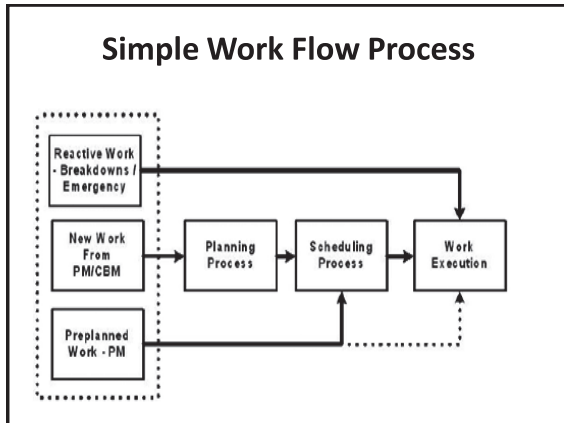 Simple Work Flow Process
Reactive Work
- Breakdowns /
Emergency
New Work
From
PM/CBM
Planning
Process
Scheduling
Process
Work
Execution
Preplanned
Work - PM